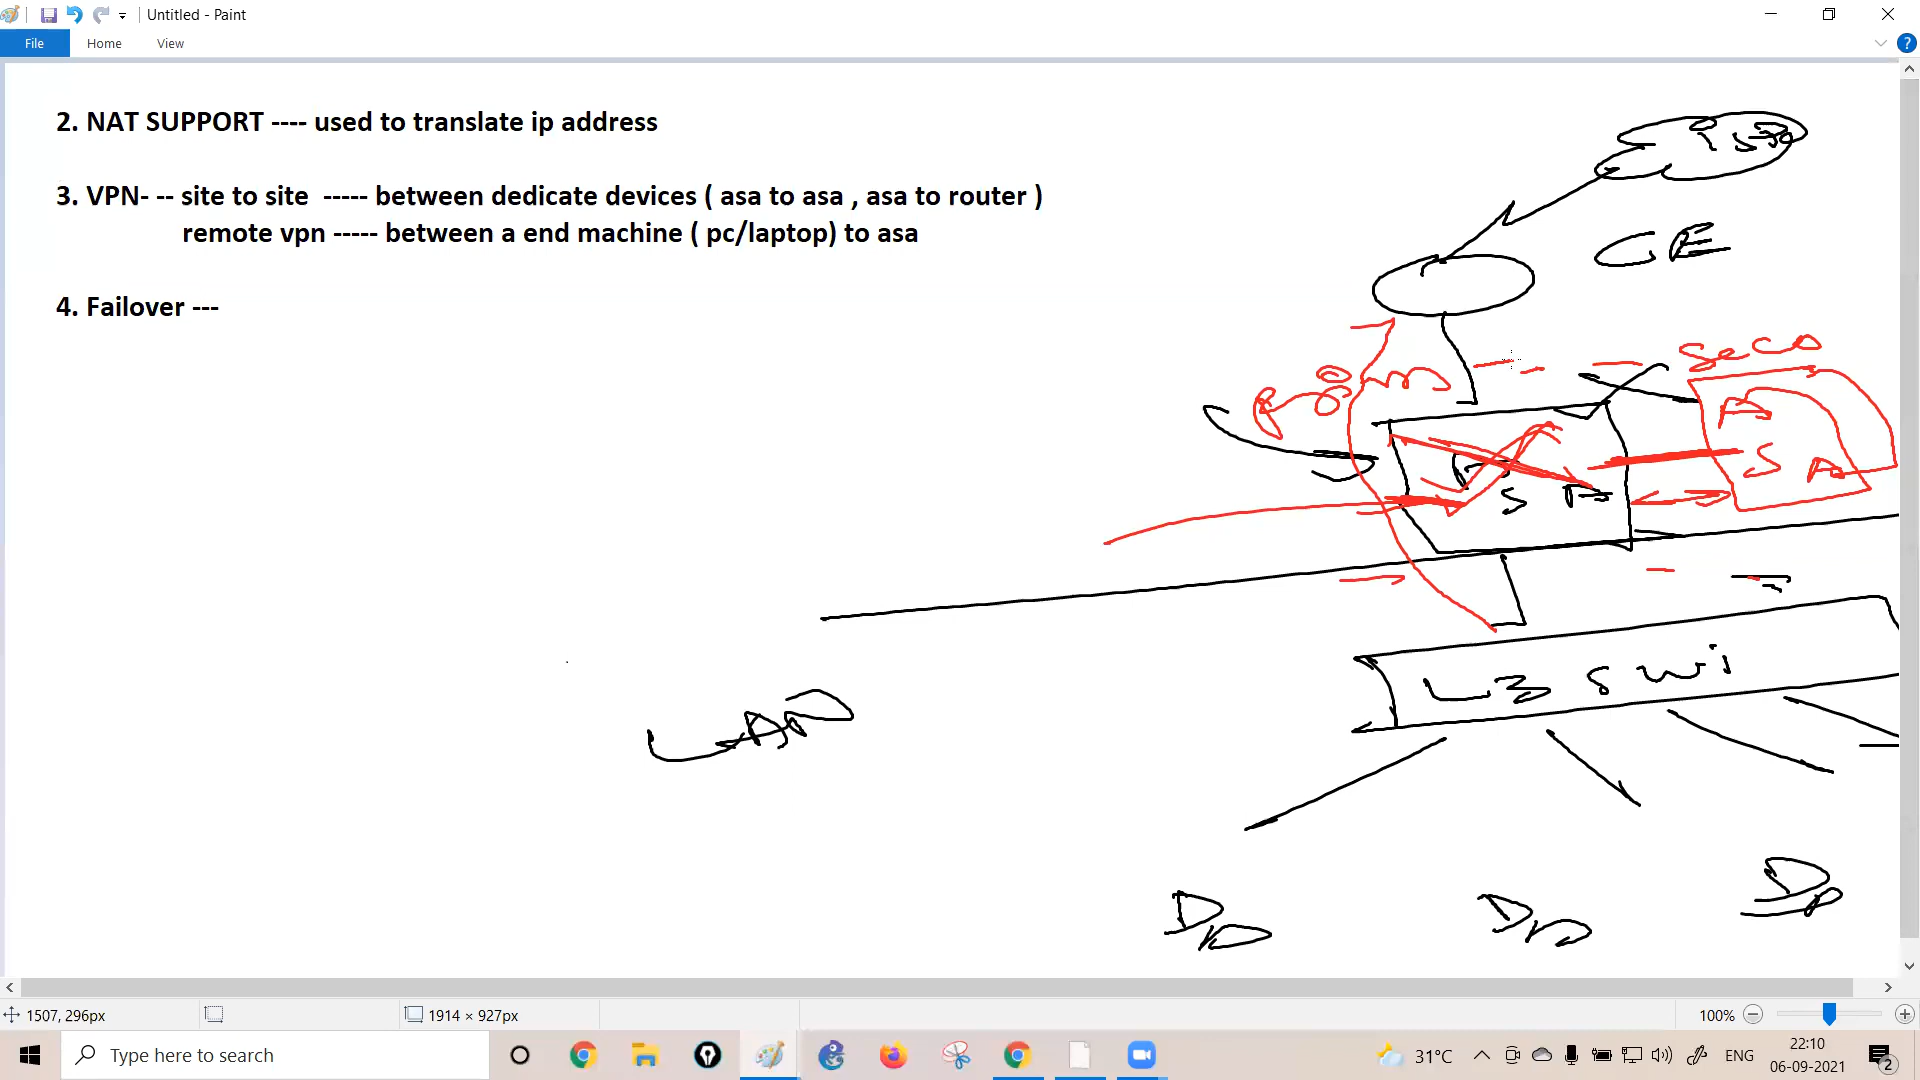 Untitled - Paint
File Home View
2. NAT SUPPORT ---- used to translate ip address
3. VPN- -- site to site ----- between dedicate devices ( asa to asa , asa to router )
remote vpn ----- between a end machine ( pc/laptop) to asa
4. Failover ---
CE
Seco
A
S A
S A
L3 Swi
LAN
1507, 296px
1914 × 927px
100%
Type here to search
31°C
ENG
22:10
06-09-2021
2